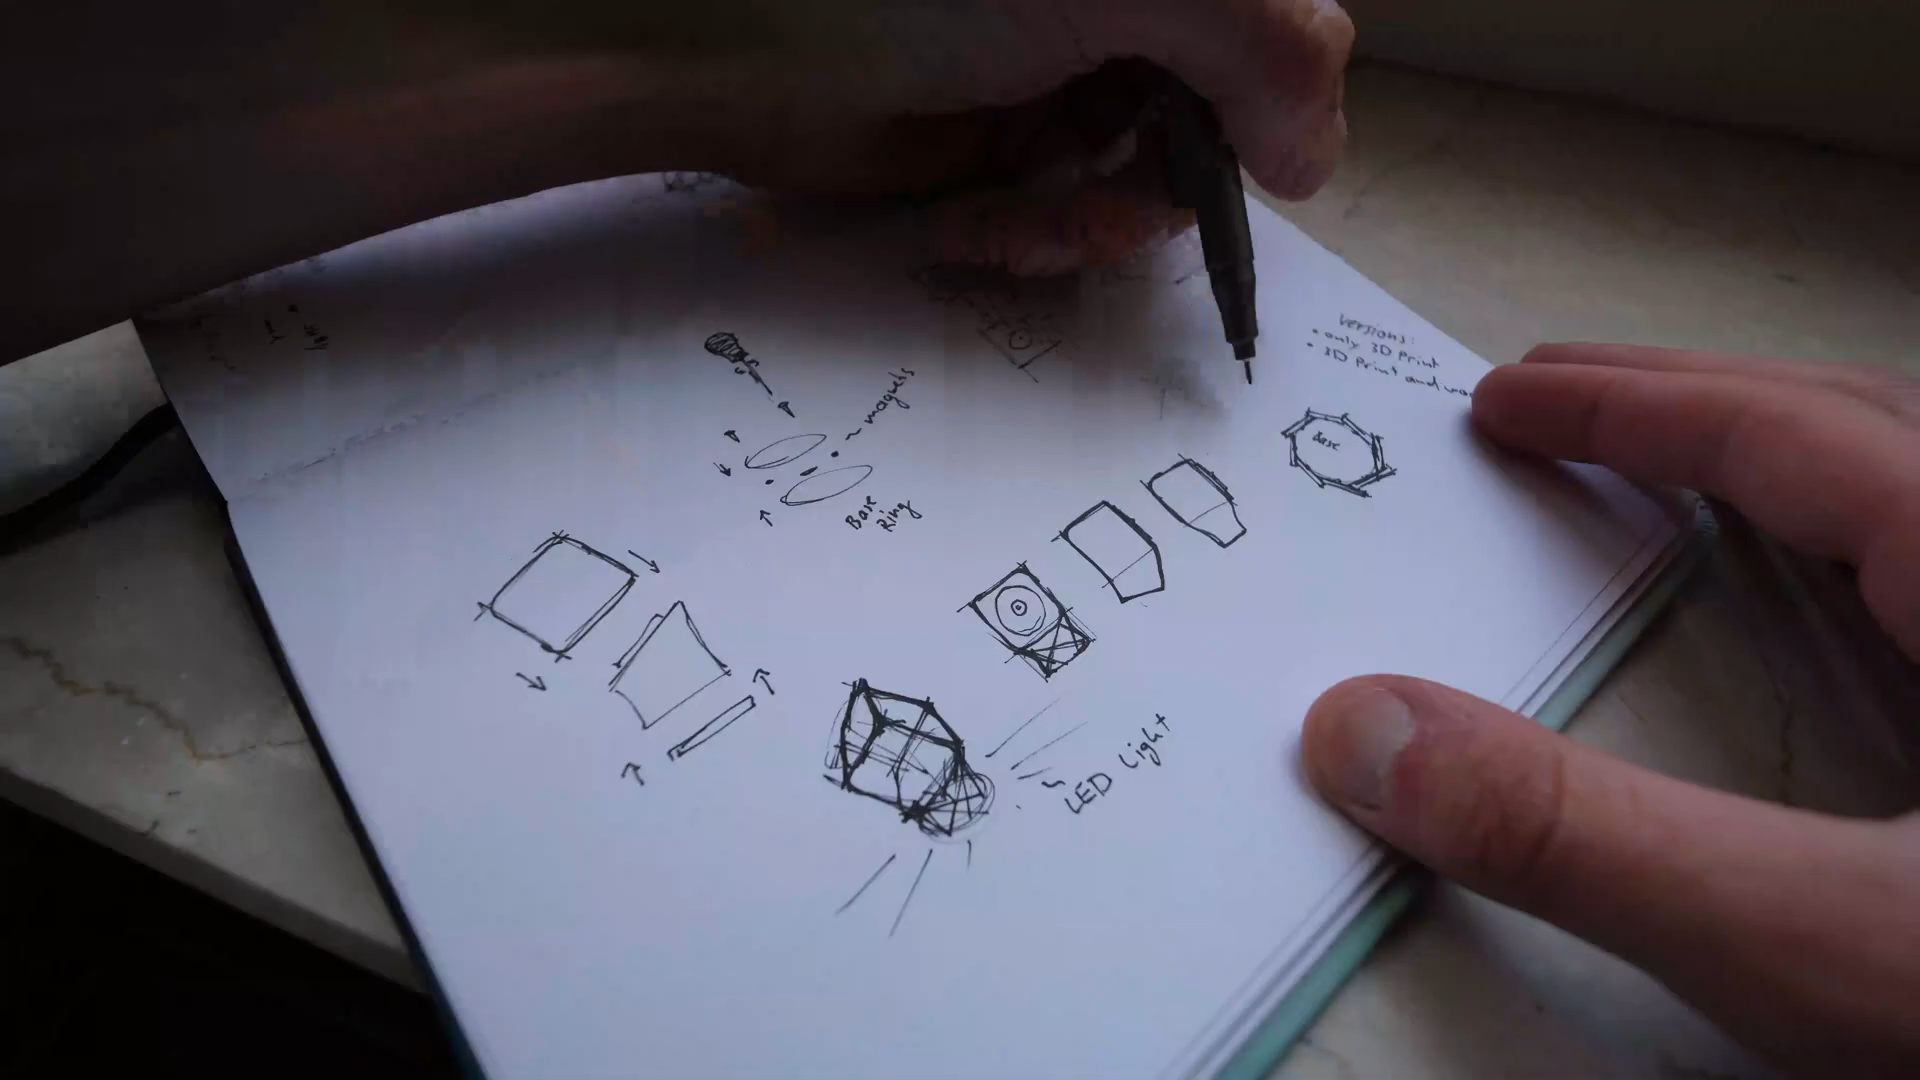 versions:
• only 3D Print
• 3D Print and
~ magnets
Base
Base
Ring
~ LED Light